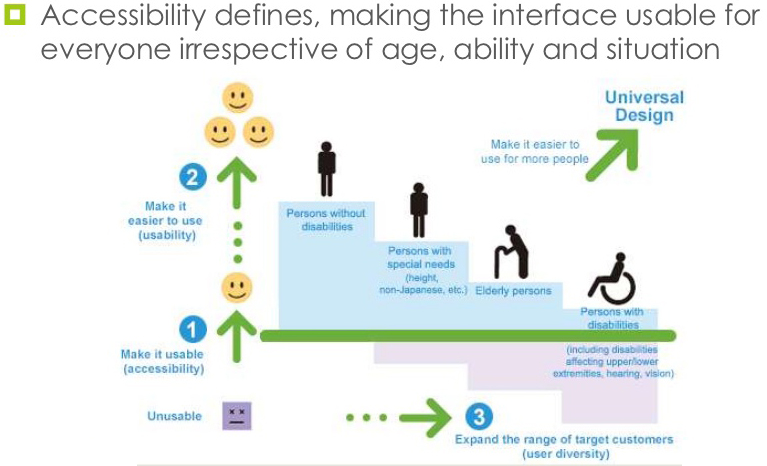 Accessibility defines, making the interface usable for
everyone irrespective of age, ability and situation
Universal
Design
Make it easier to
use for more people
2
Make it
easier to use
(usability)
Persons without
disabilities
Persons with
special needs
(height,
non-Japanese, etc.)
Elderly persons
Persons with
disabilities
(including disabilities
affecting upper/lower
extremities, hearing, vision)
1
Make it usable
(accessibility)
Unusable
3
Expand the range of target customers
(user diversity)